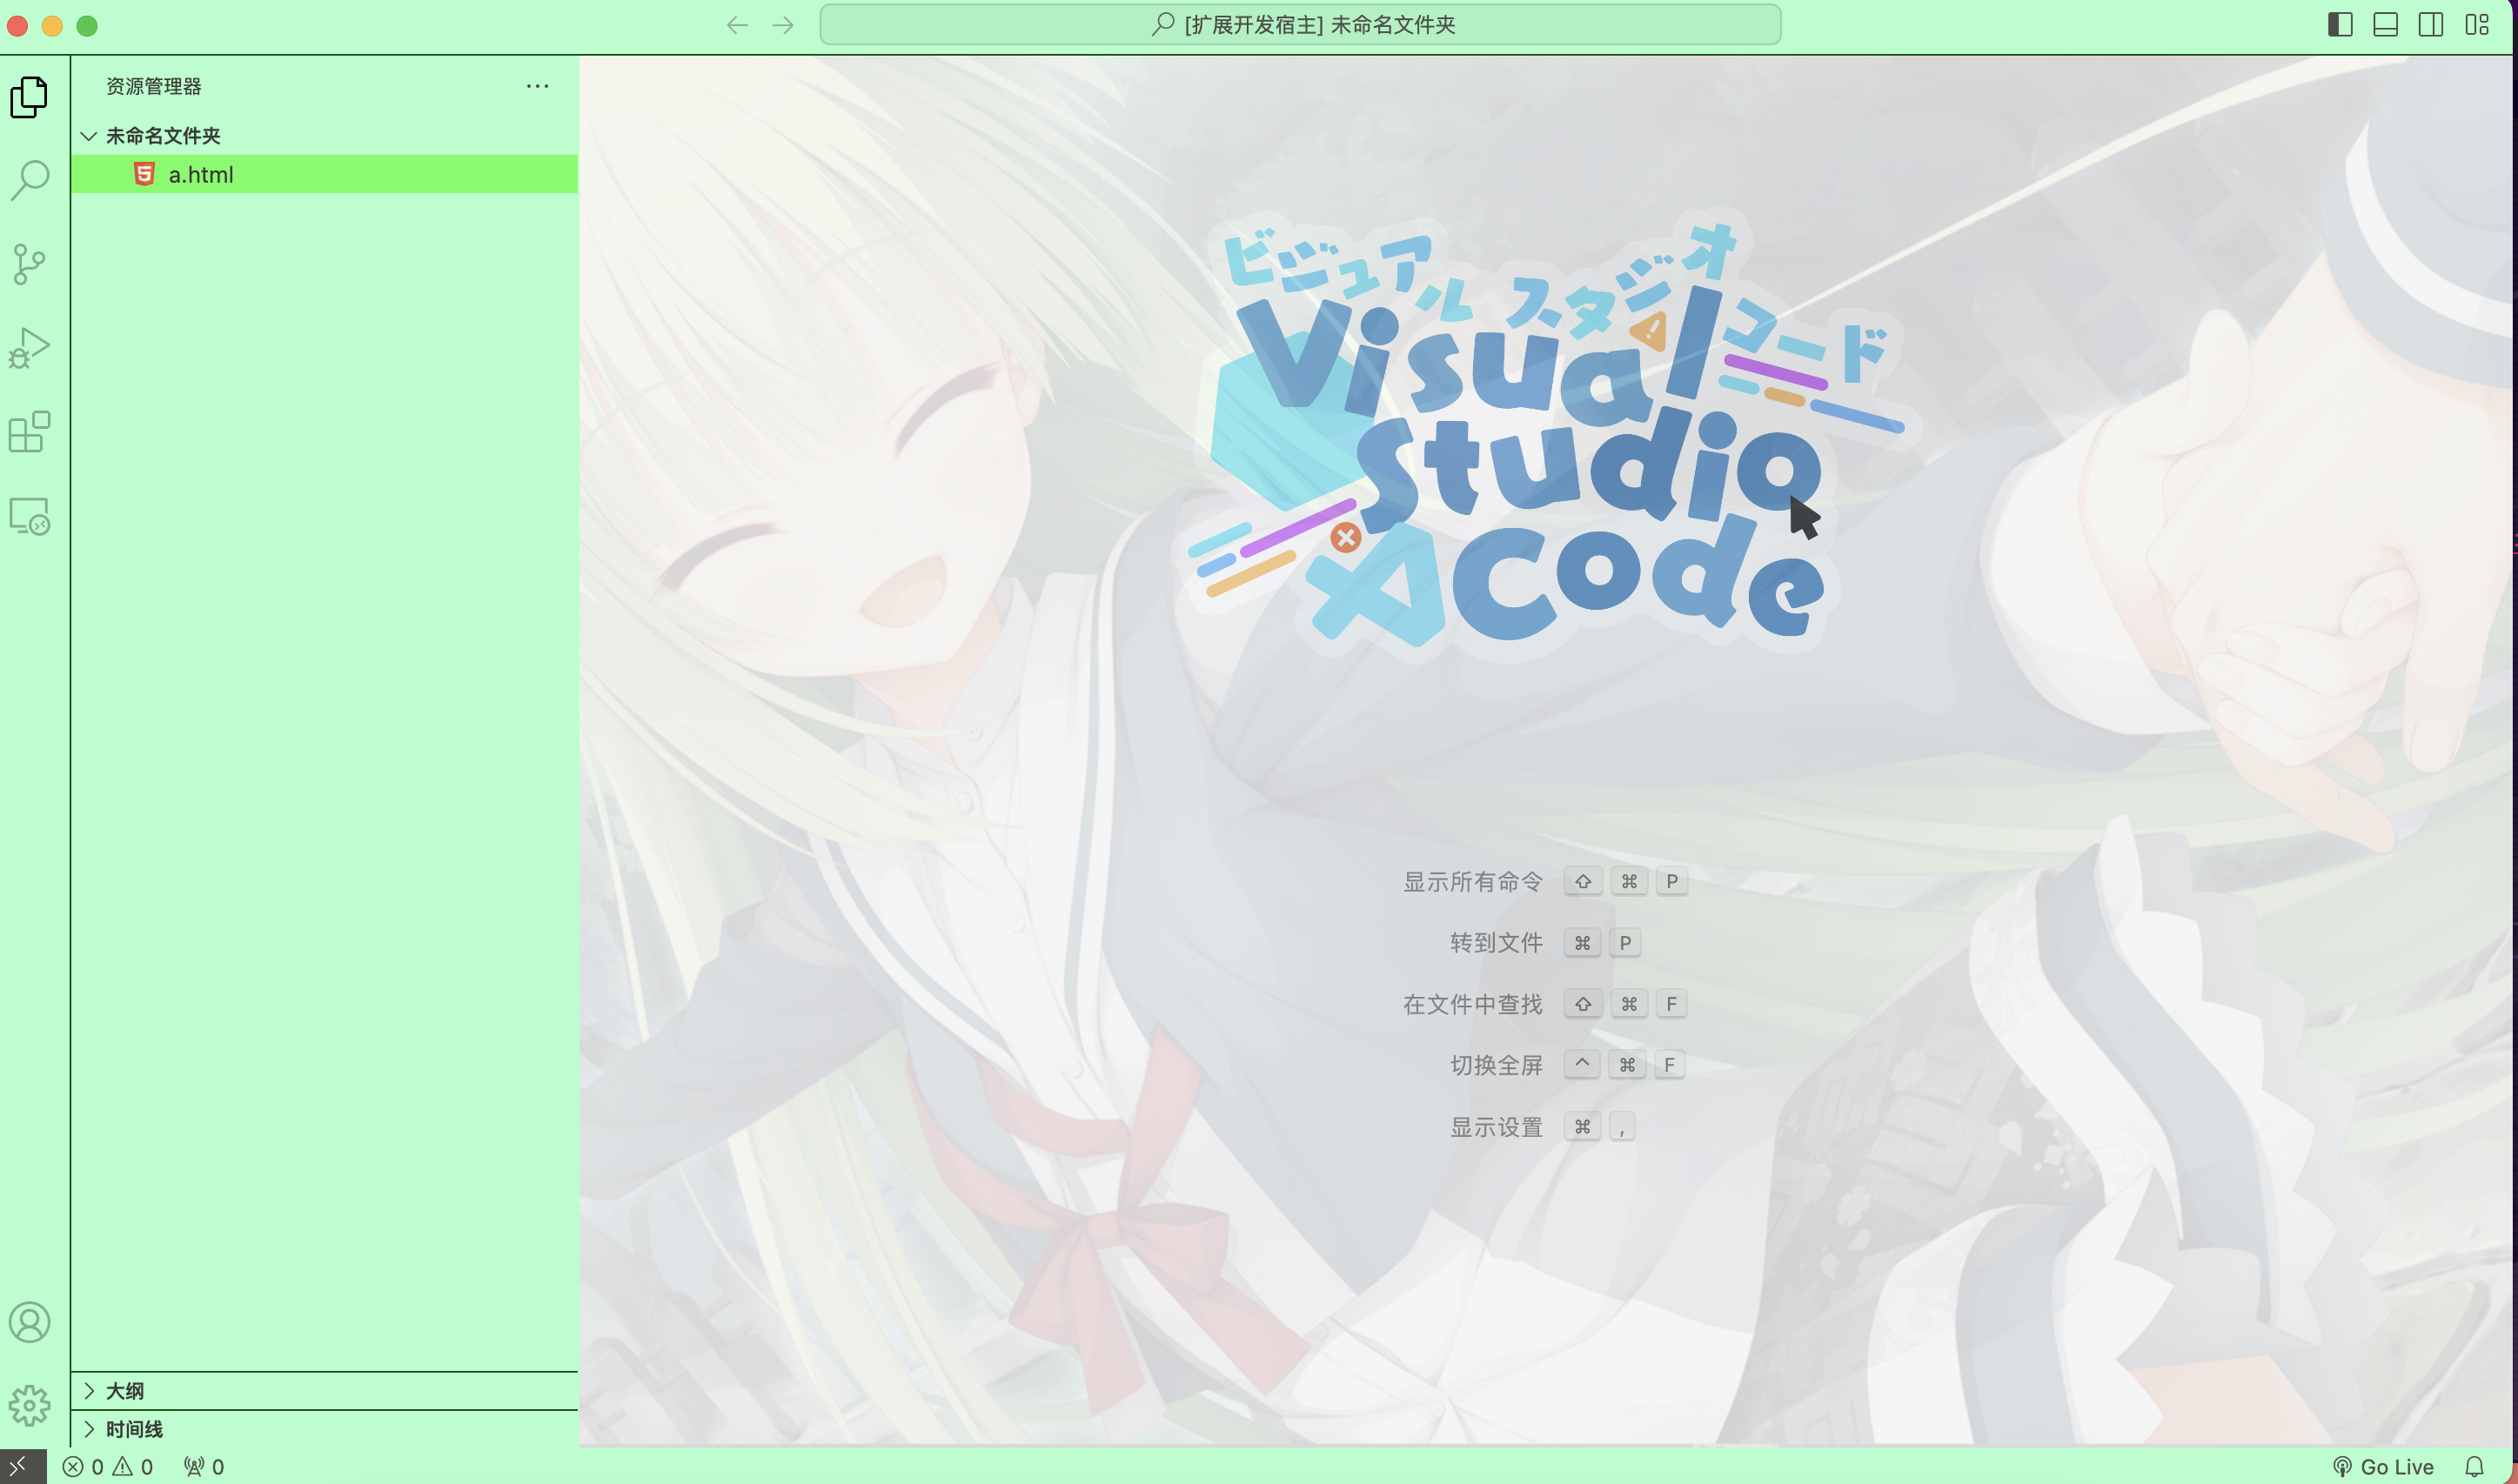 [扩展开发宿主] 未命名文件夹
资源管理器
未命名文件夹
a.html
ビジュアル スタジオ コード
Visual
Studio
Code
显示所有命令 ⇧ ⌘ P
转到文件 ⌘ P
在文件中查找 ⇧ ⌘ F
切换全屏 ^ ⌘ F
显示设置 ⌘ ,
大纲
时间线
0 0 0
Go Live